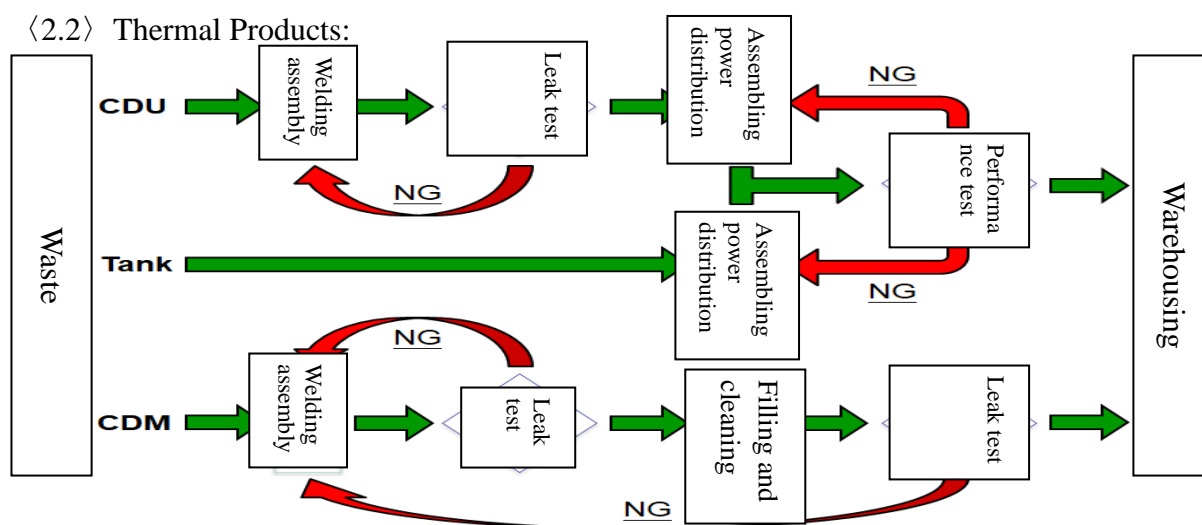 〈2.2〉 Thermal Products:
Waste
CDU
Welding
assembly
Leak test
NG
Assembling
power
distribution
NG
Performa
nce test
Tank
Assembling
power
distribution
NG
CDM
Welding
assembly
NG
Leak
test
Filling and
cleaning
Leak test
NG
Warehousing